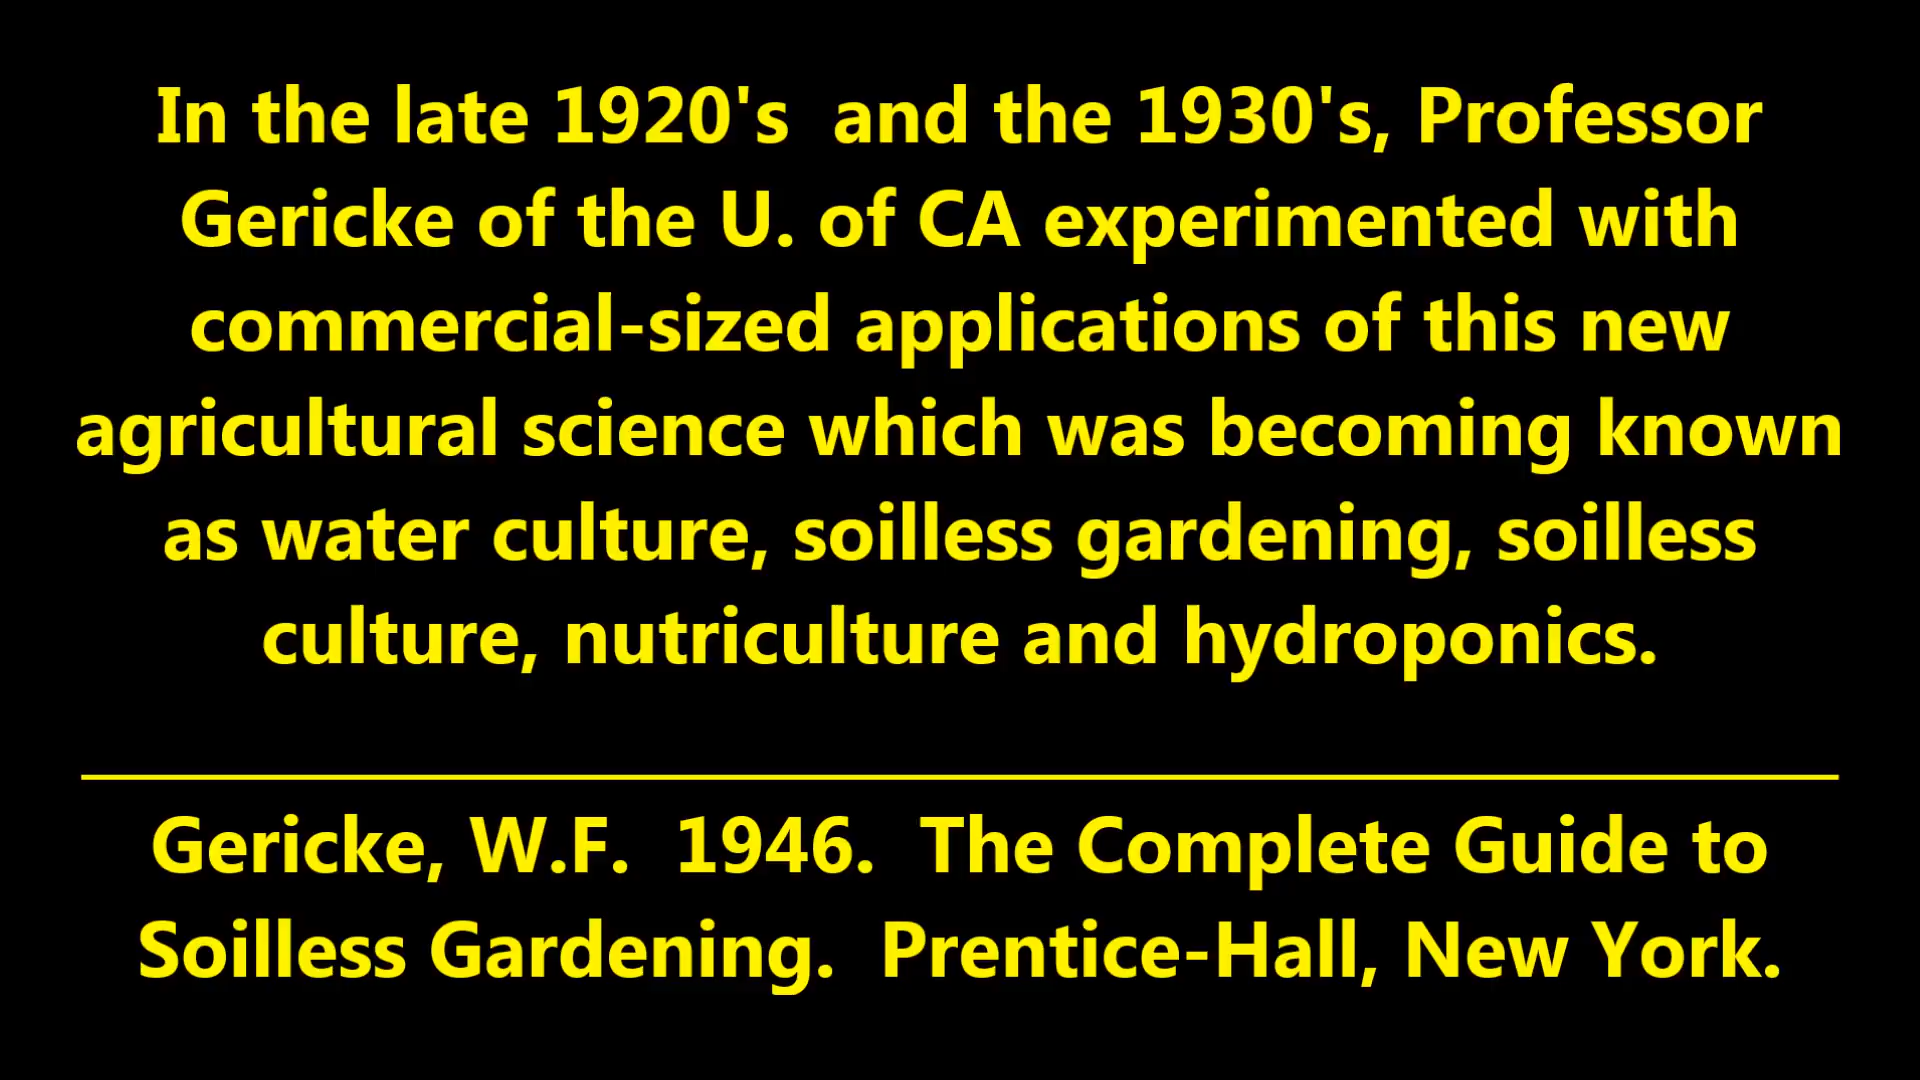 In the late 1920's  and the 1930's, Professor
Gericke of the U. of CA experimented with
commercial-sized applications of this new
agricultural science which was becoming known
as water culture, soilless gardening, soilless
culture, nutriculture and hydroponics.
Gericke, W.F.  1946.  The Complete Guide to
Soilless Gardening.  Prentice-Hall, New York.